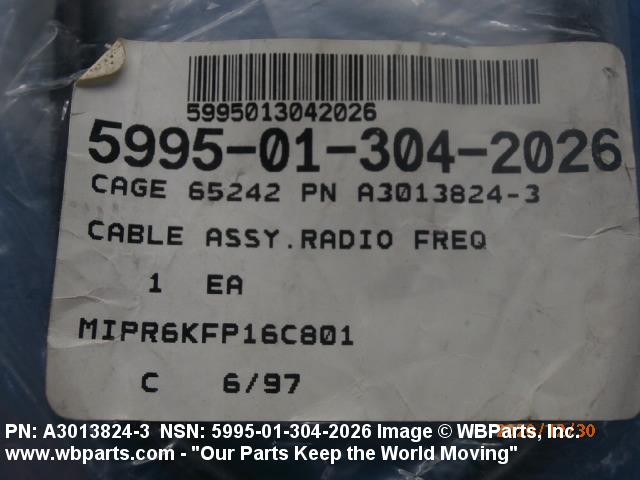 5995013042026
5995-01-304-2026
CAGE 65242 PN A3013824-3
CABLE ASSY.RADIO FREQ
1 EA
MIPR6KFP16C801
C 6/97
PN: A3013824-3 NSN: 5995-01-304-2026 Image © WBParts, Inc.
www.wbparts.com - "Our Parts Keep the World Moving"